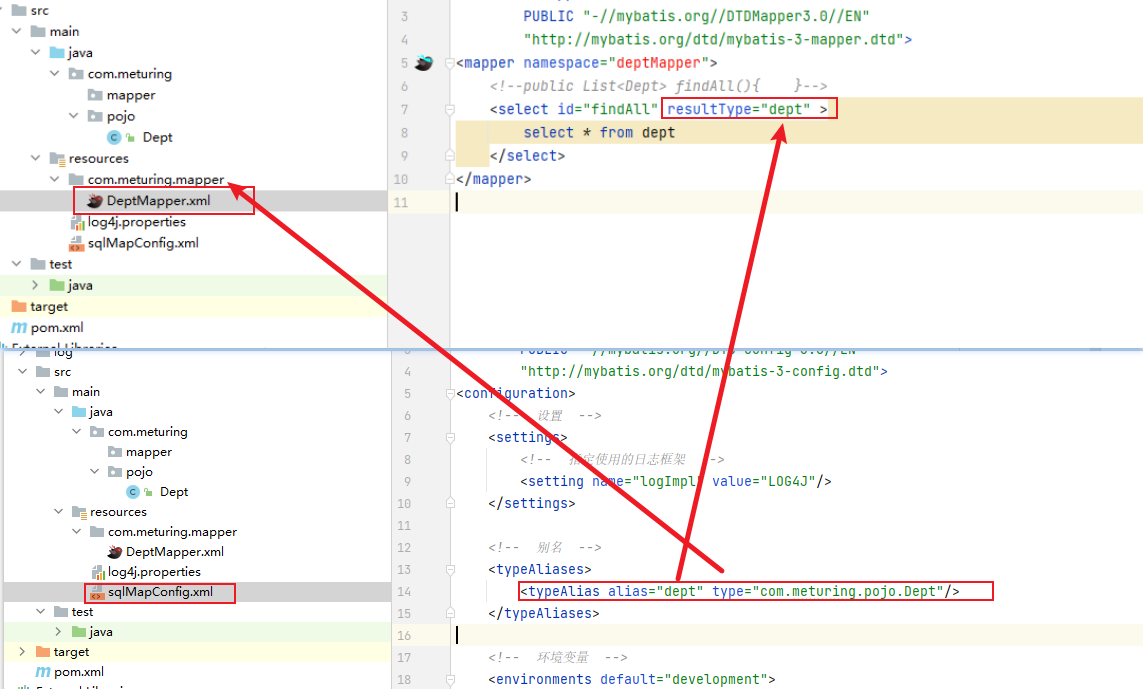 src
main
java
com.meturing
mapper
pojo
Dept
resources
com.meturing.mapper
DeptMapper.xml
log4j.properties
sqlMapConfig.xml
test
java
target
pom.xml
External Libraries
3 PUBLIC "-//mybatis.org//DTDMapper3.0//EN"
4 "http://mybatis.org/dtd/mybatis-3-mapper.dtd">
5 <mapper namespace="deptMapper">
6 <!--public List<Dept> findAll(){ }-->
7 <select id="findAll" resultType="dept" >
8 select * from dept
9 </select>
10 </mapper>
11
log
src
main
java
com.meturing
mapper
pojo
Dept
resources
com.meturing.mapper
DeptMapper.xml
log4j.properties
sqlMapConfig.xml
test
java
target
pom.xml
4 "http://mybatis.org/dtd/mybatis-3-config.dtd">
5 <configuration>
6 <!-- 设置 -->
7 <settings>
8 <!-- 指定使用的日志框架 -->
9 <setting name="logImpl" value="LOG4J"/>
10 </settings>
11
12 <!-- 别名 -->
13 <typeAliases>
14 <typeAlias alias="dept" type="com.meturing.pojo.Dept"/>
15 </typeAliases>
16
17 <!-- 环境变量 -->
18 <environments default="development">